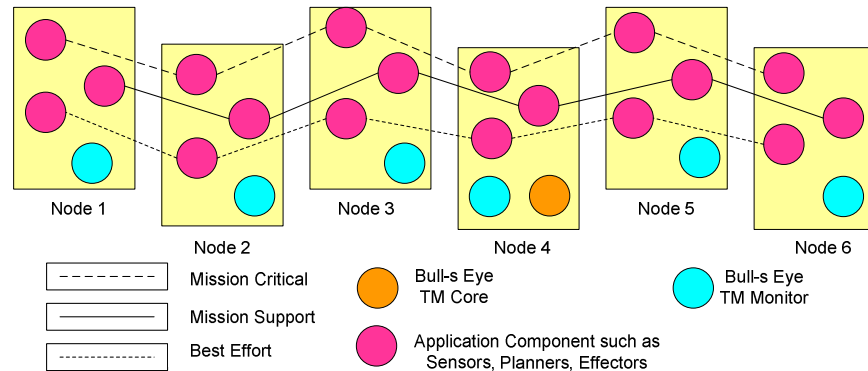 Node 1
Node 2
Node 3
Node 4
Node 5
Node 6
Mission Critical
Mission Support
Best Effort
Bull-s Eye
TM Core
Application Component such as
Sensors, Planners, Effectors
Bull-s Eye
TM Monitor